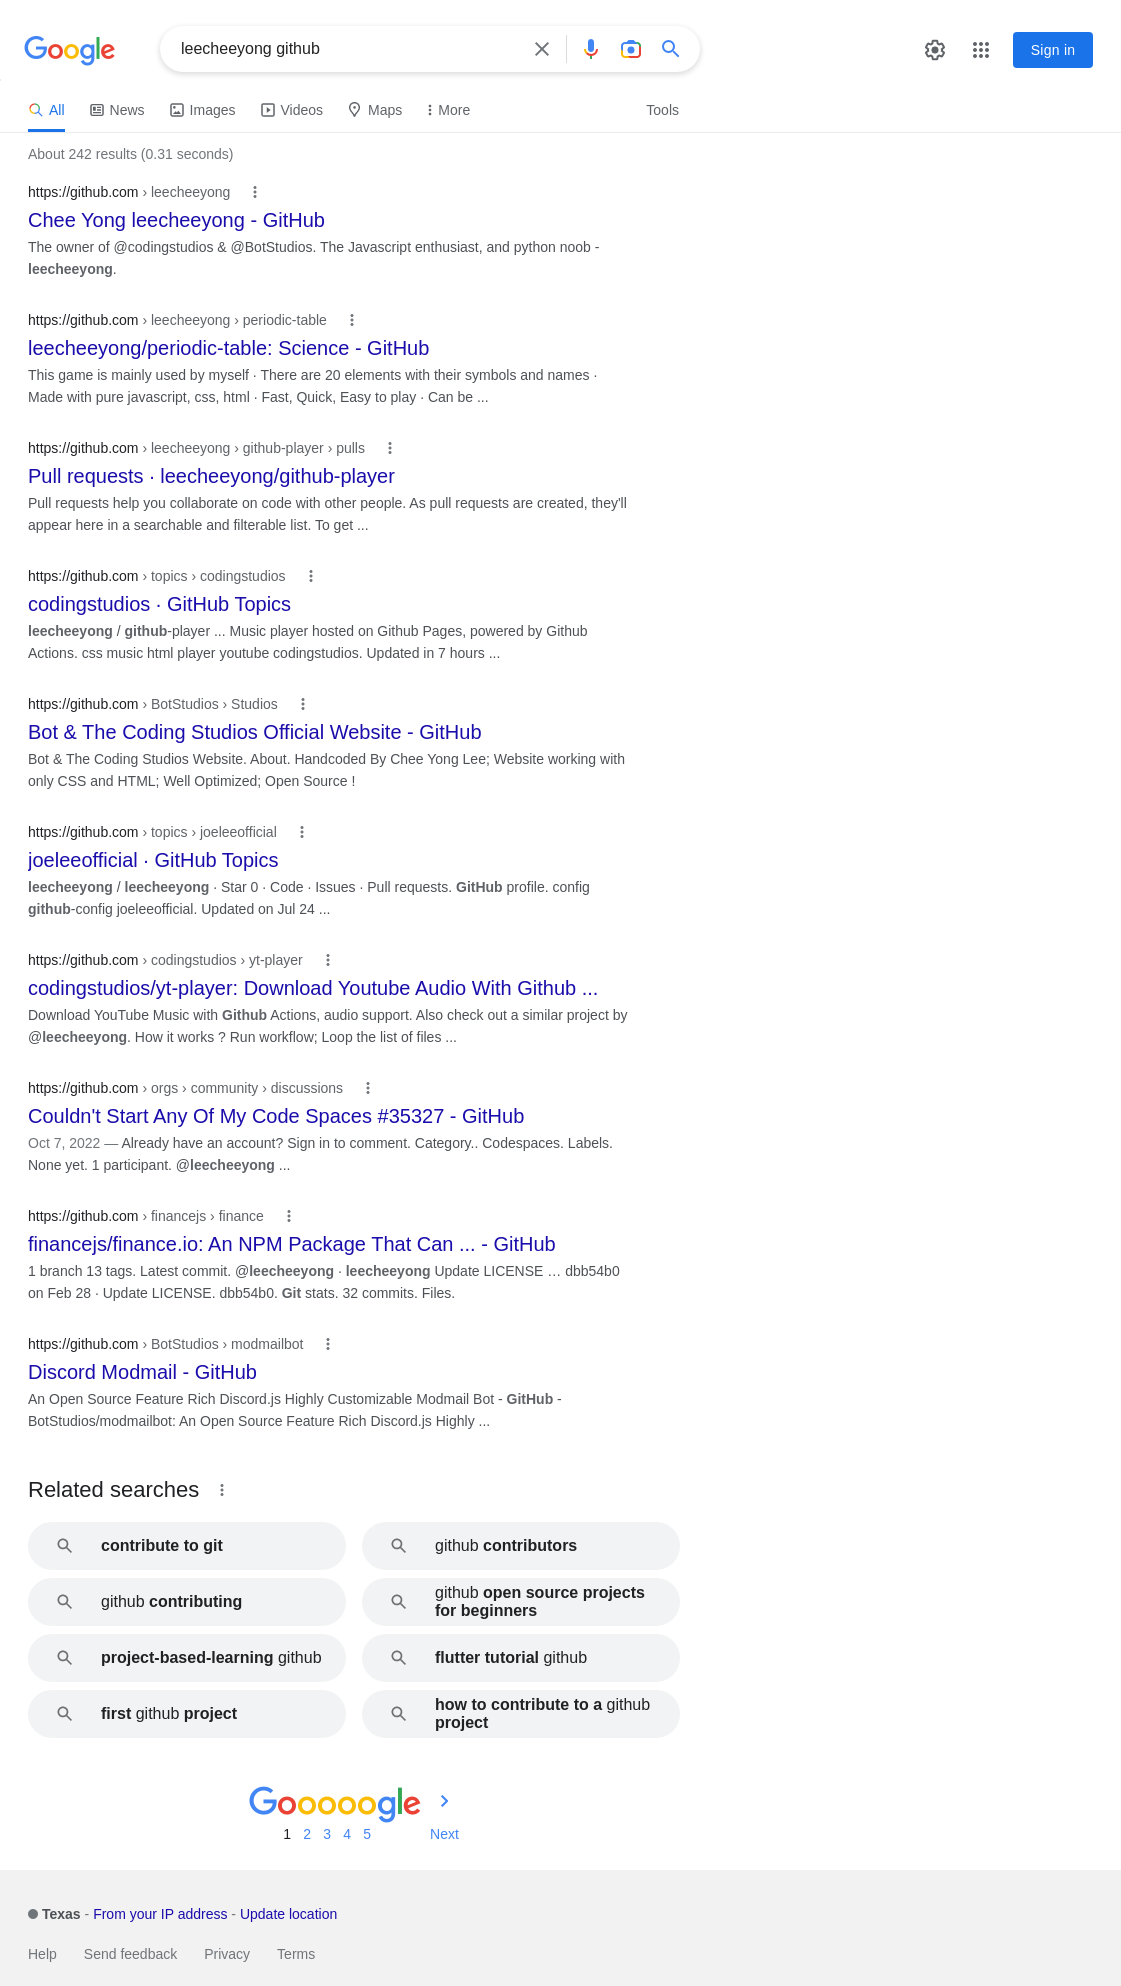 Google
leecheeyong github
Sign in
All News Images Videos Maps More Tools
About 242 results (0.31 seconds)
https://github.com › leecheeyong
Chee Yong leecheeyong - GitHub
The owner of @codingstudios & @BotStudios. The Javascript enthusiast, and python noob -
leecheeyong.
https://github.com › leecheeyong › periodic-table
leecheeyong/periodic-table: Science - GitHub
This game is mainly used by myself · There are 20 elements with their symbols and names ·
Made with pure javascript, css, html · Fast, Quick, Easy to play · Can be ...
https://github.com › leecheeyong › github-player › pulls
Pull requests · leecheeyong/github-player
Pull requests help you collaborate on code with other people. As pull requests are created, they'll
appear here in a searchable and filterable list. To get ...
https://github.com › topics › codingstudios
codingstudios · GitHub Topics
leecheeyong / github-player ... Music player hosted on Github Pages, powered by Github
Actions. css music html player youtube codingstudios. Updated in 7 hours ...
https://github.com › BotStudios › Studios
Bot & The Coding Studios Official Website - GitHub
Bot & The Coding Studios Website. About. Handcoded By Chee Yong Lee; Website working with
only CSS and HTML; Well Optimized; Open Source !
https://github.com › topics › joeleeofficial
joeleeofficial · GitHub Topics
leecheeyong / leecheeyong · Star 0 · Code · Issues · Pull requests. GitHub profile. config
github-config joeleeofficial. Updated on Jul 24 ...
https://github.com › codingstudios › yt-player
codingstudios/yt-player: Download Youtube Audio With Github ...
Download YouTube Music with Github Actions, audio support. Also check out a similar project by
@leecheeyong. How it works ? Run workflow; Loop the list of files ...
https://github.com › orgs › community › discussions
Couldn't Start Any Of My Code Spaces #35327 - GitHub
Oct 7, 2022 — Already have an account? Sign in to comment. Category.. Codespaces. Labels.
None yet. 1 participant. @leecheeyong ...
https://github.com › financejs › finance
financejs/finance.io: An NPM Package That Can ... - GitHub
1 branch 13 tags. Latest commit. @leecheeyong · leecheeyong Update LICENSE … dbb54b0
on Feb 28 · Update LICENSE. dbb54b0. Git stats. 32 commits. Files.
https://github.com › BotStudios › modmailbot
Discord Modmail - GitHub
An Open Source Feature Rich Discord.js Highly Customizable Modmail Bot - GitHub -
BotStudios/modmailbot: An Open Source Feature Rich Discord.js Highly ...
Related searches
contribute to git
github contributors
github contributing
github open source projects
for beginners
project-based-learning github
flutter tutorial github
first github project
how to contribute to a github
project
Gooooogle
1 2 3 4 5 Next
Texas - From your IP address - Update location
Help Send feedback Privacy Terms